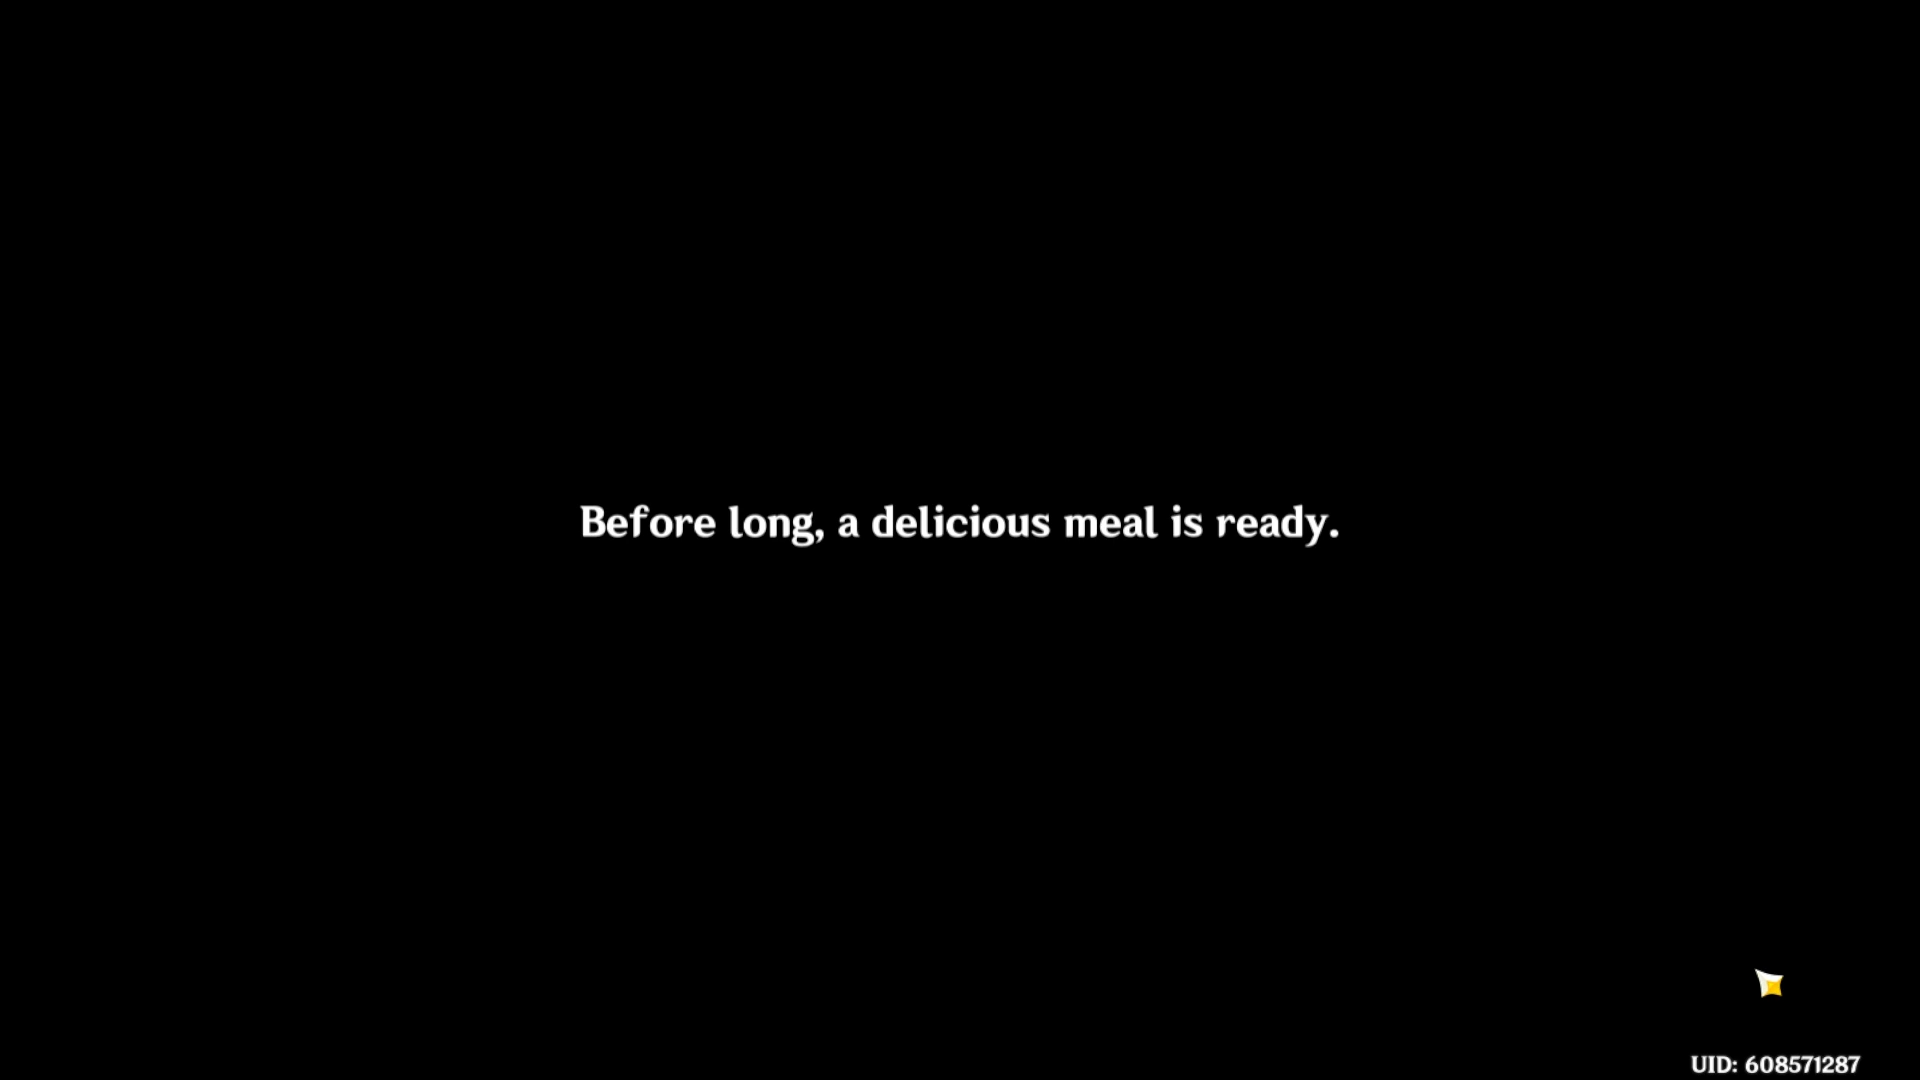 Before long, a delicious meal is ready.
UID: 608571287